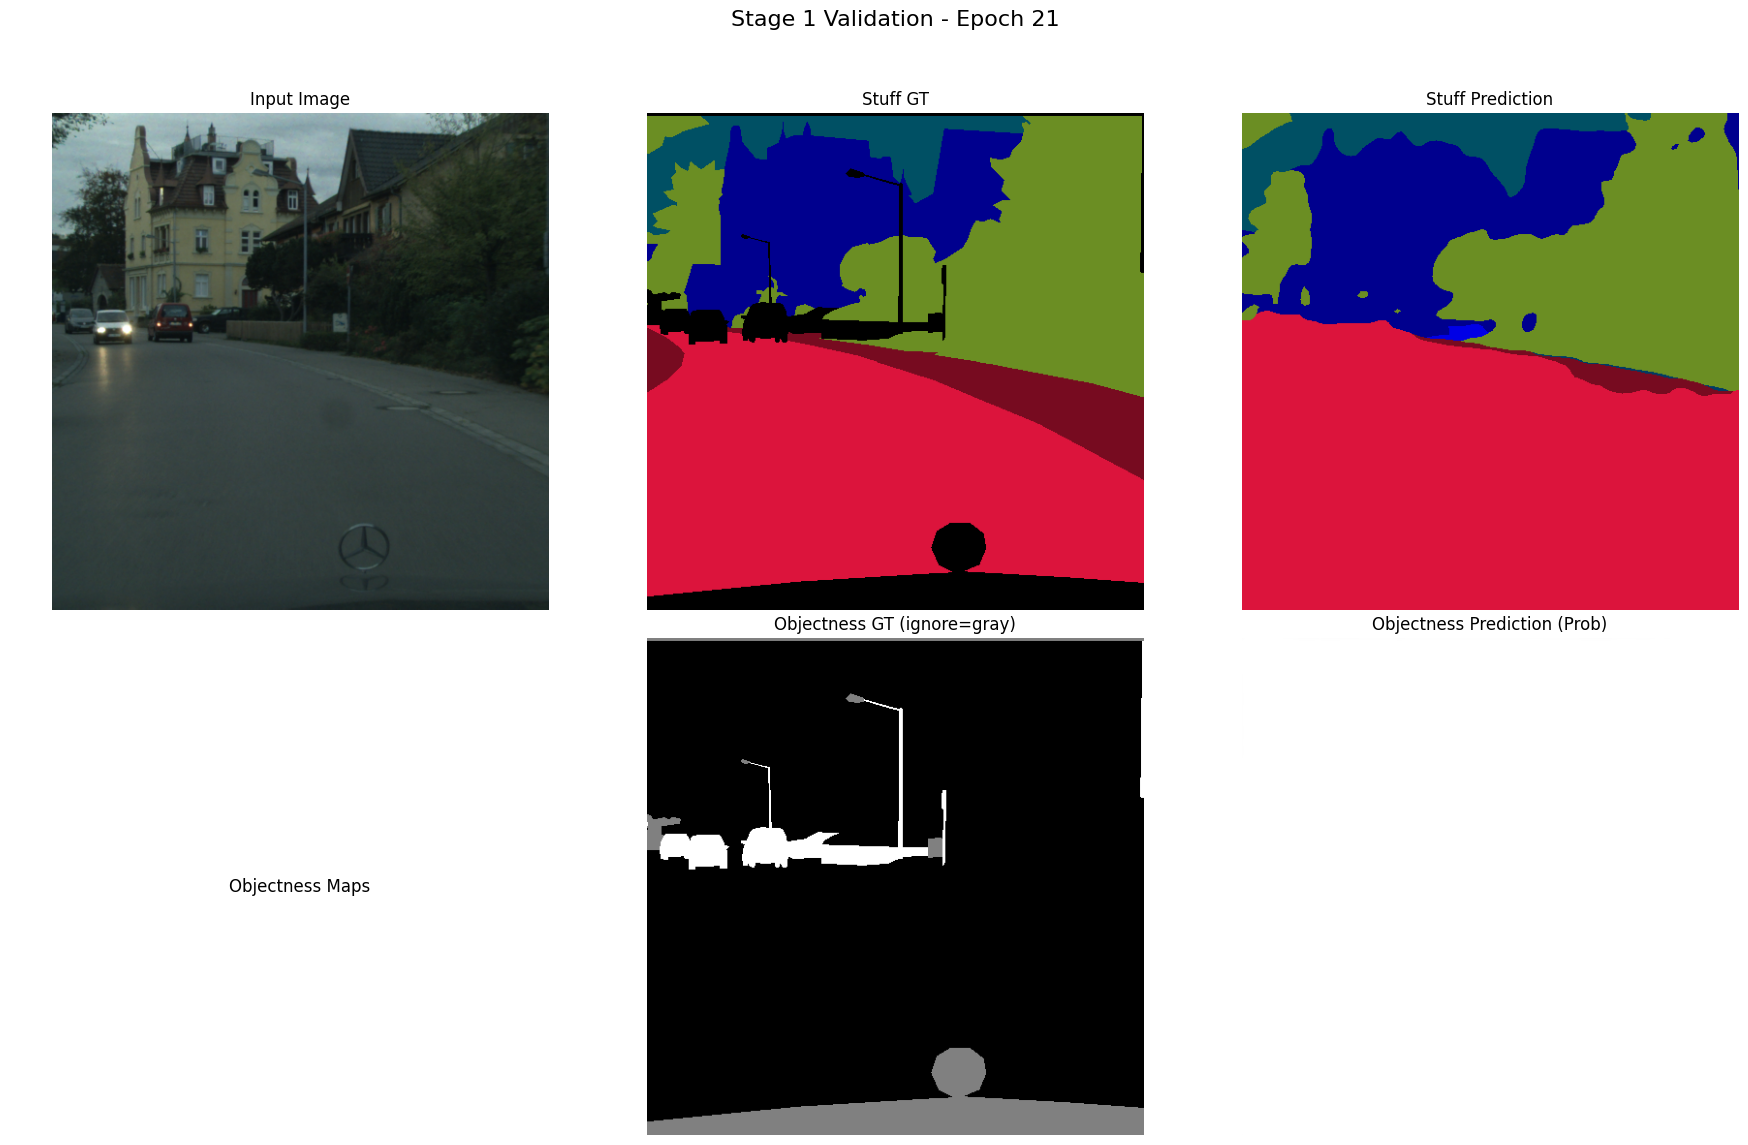 Stage 1 Validation - Epoch 21
Input Image
Stuff GT
Stuff Prediction
Objectness GT (ignore=gray)
Objectness Prediction (Prob)
Objectness Maps